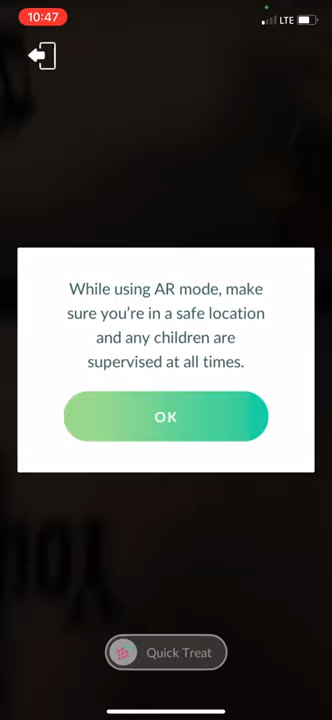 10:47
LTE
While using AR mode, make
sure you're in a safe location
and any children are
supervised at all times.
OK
Quick Treat